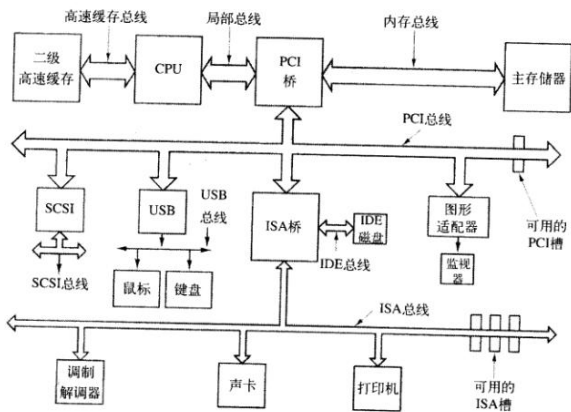 高速缓存总线
局部总线
内存总线
二级
高速缓存
CPU
PCI
桥
主存储器
PCI总线
SCSI
USB
USB
总线
ISA桥
IDE
磁盘
图形
适配器
可用的
PCI槽
IDE总线
监视
器
SCSI总线
鼠标
键盘
ISA总线
调制
解调器
声卡
打印机
可用的
ISA槽